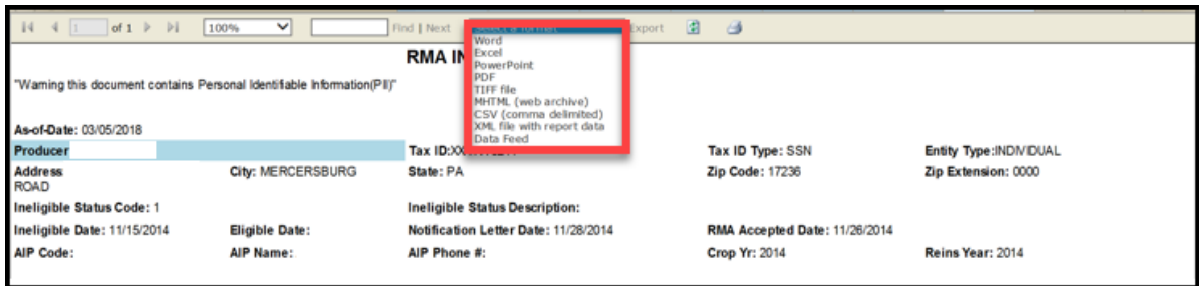 1 of 1 100% Find | Next Select a format Export
RMA IN
Word
Excel
PowerPoint
PDF
TIFF file
MHTML (web archive)
CSV (comma delimited)
XML file with report data
Data Feed
"Warning this document contains Personal Identifiable Information(PII)"
As-of-Date: 03/05/2018
Producer Tax ID: Tax ID Type: SSN Entity Type:INDIVIDUAL
Address City: MERCERSBURG State: PA Zip Code: 17236 Zip Extension: 0000
ROAD
Ineligible Status Code: 1 Ineligible Status Description:
Ineligible Date: 11/15/2014 Eligible Date: Notification Letter Date: 11/28/2014 RMA Accepted Date: 11/26/2014
AIP Code: AIP Name: AIP Phone #: Crop Yr: 2014 Reins Year: 2014